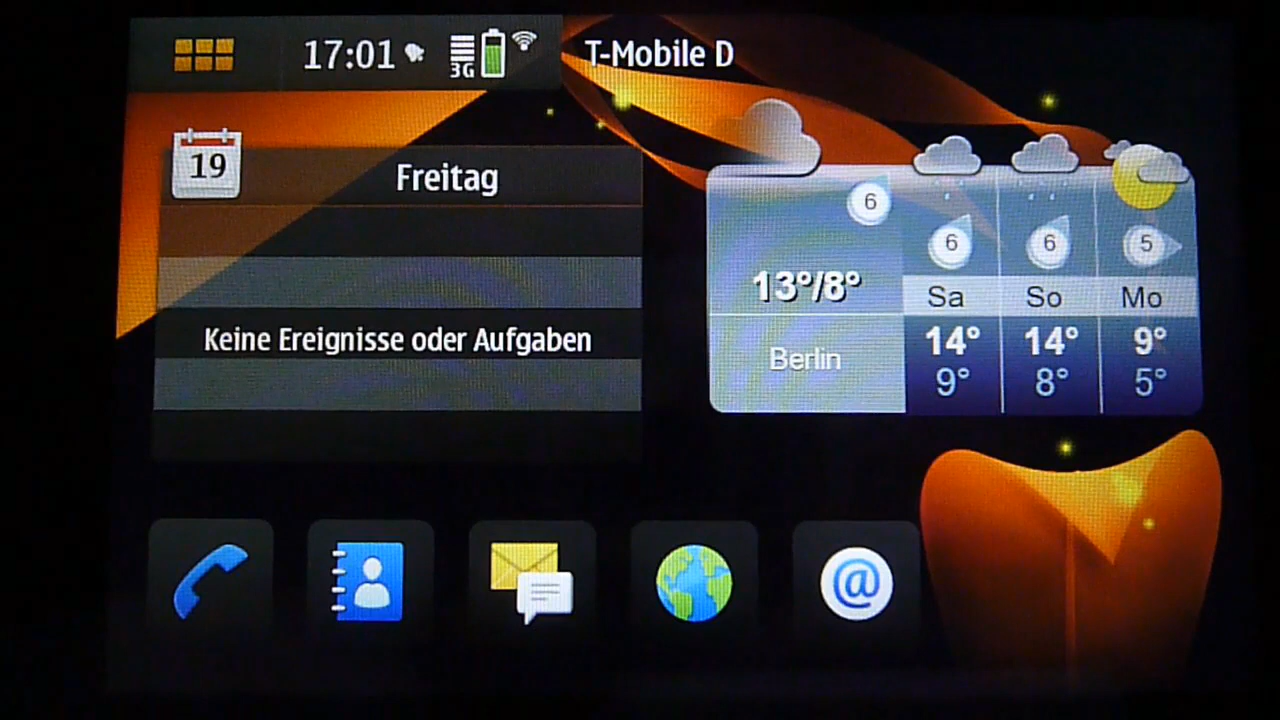 17:01
3G
T-Mobile D
19
Freitag
Keine Ereignisse oder Aufgaben
6
13°/8°
Berlin
6 6 5
Sa So Mo
14° 14° 9°
9° 8° 5°
@